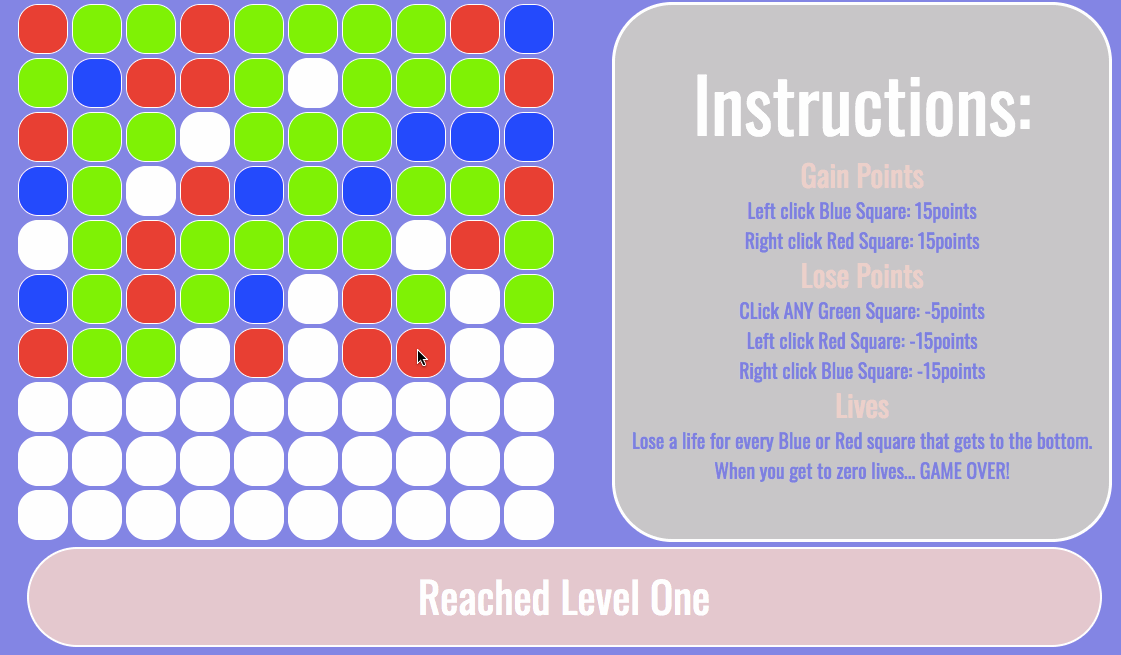 Instructions:
Gain Points
Left click Blue Square: 15points
Right click Red Square: 15points
Lose Points
CLick ANY Green Square: -5points
Left click Red Square: -15points
Right click Blue Square: -15points
Lives
Lose a life for every Blue or Red square that gets to the bottom.
When you get to zero lives... GAME OVER!
Reached Level One